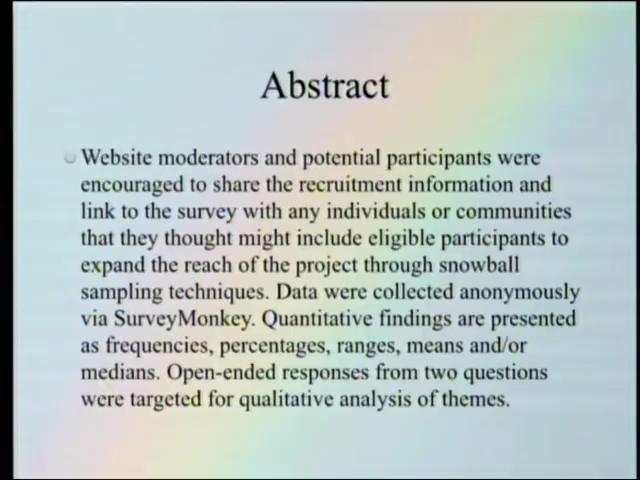 Abstract
Website moderators and potential participants were
encouraged to share the recruitment information and
link to the survey with any individuals or communities
that they thought might include eligible participants to
expand the reach of the project through snowball
sampling techniques. Data were collected anonymously
via SurveyMonkey. Quantitative findings are presented
as frequencies, percentages, ranges, means and/or
medians. Open-ended responses from two questions
were targeted for qualitative analysis of themes.